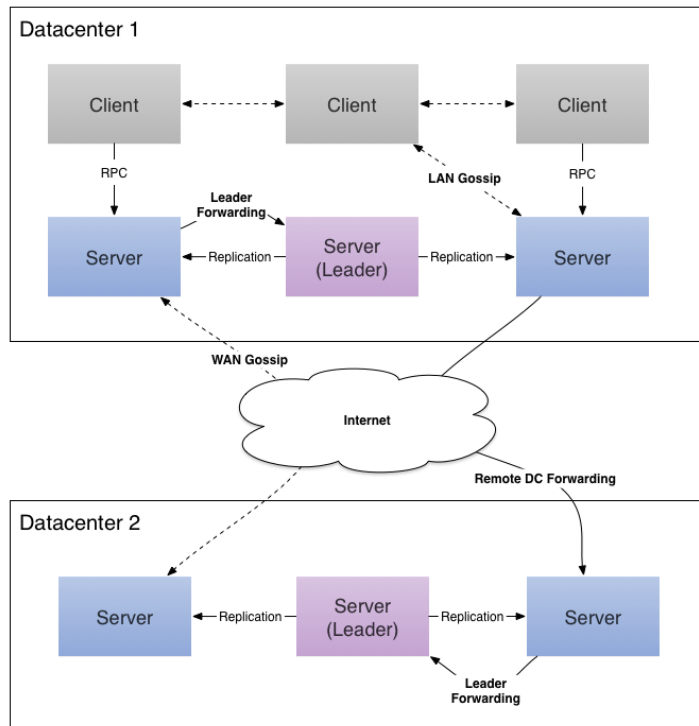 Datacenter 1
Client
Client
Client
RPC
LAN Gossip
RPC
Leader
Forwarding
Server
Replication
Server
(Leader)
Replication
Server
WAN Gossip
Internet
Remote DC Forwarding
Datacenter 2
Server
Replication
Server
(Leader)
Replication
Server
Leader
Forwarding